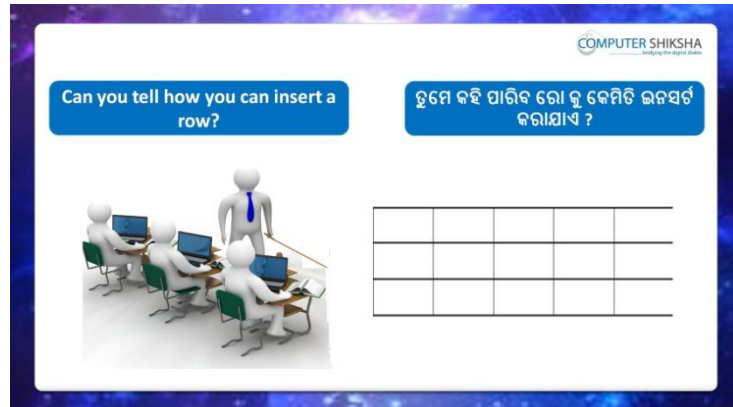 COMPUTER SHIKSHA
bridging the digital divide
Can you tell how you can insert a
row?
ତୁମେ କହି ପାରିବ ରୋ କୁ କେମିତି ଇନସର୍ଟ
କରାଯାଏ ?